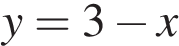 y = 3 − x